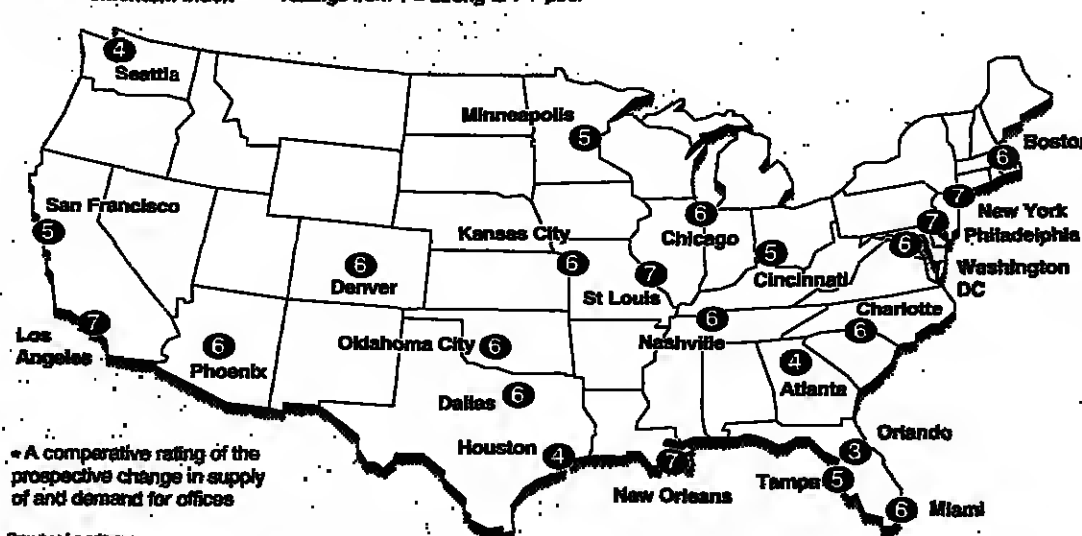 4
Seattle
Minneapolis
5
Boston
6
San Francisco
5
7
New York
7
Philadelphia
6
Chicago
Kansas City
6
5
Cincinnati
6
Washington
DC
6
Denver
7
St Louis
Charlotte
6
6
Nashville
Los
Angeles
7
6
Phoenix
Oklahoma City 6
4
Atlanta
Dallas 6
Houston 4
Orlando
3
7
New Orleans
Tampa 5
6 Miami
* A comparative rating of the
prospective change in supply
of and demand for offices